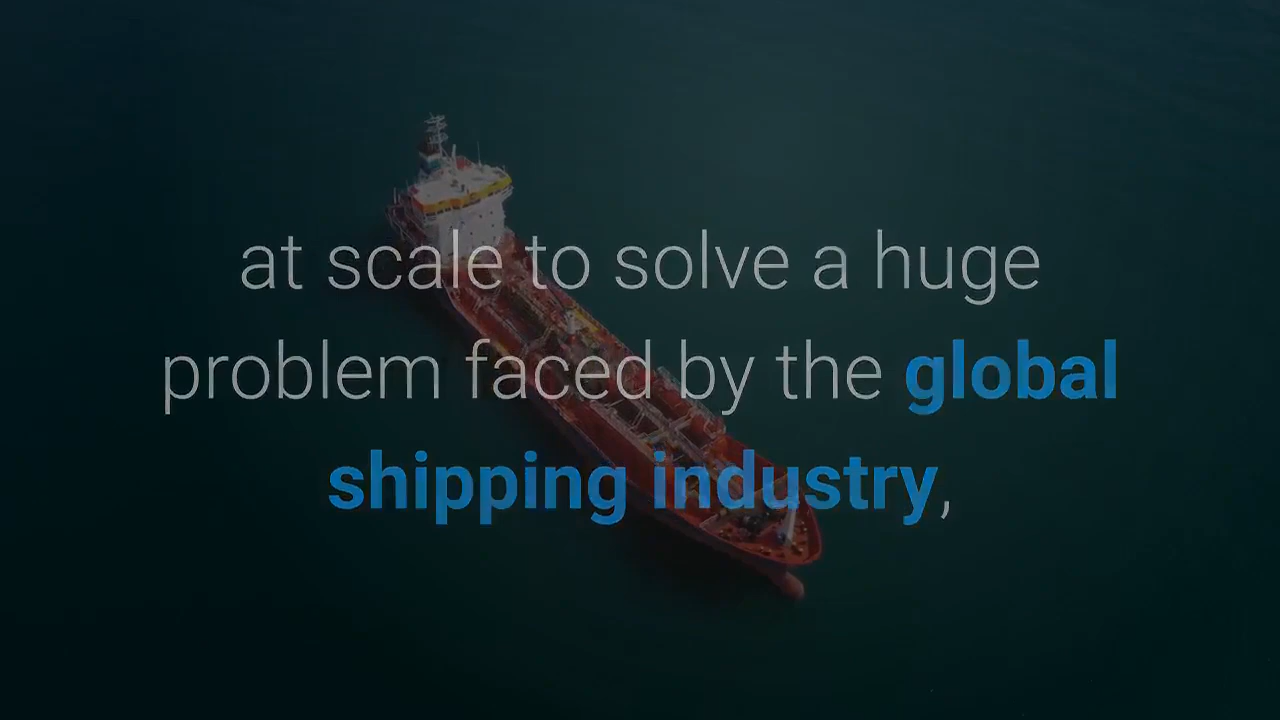 at scale to solve a huge
problem faced by the global
shipping industry,